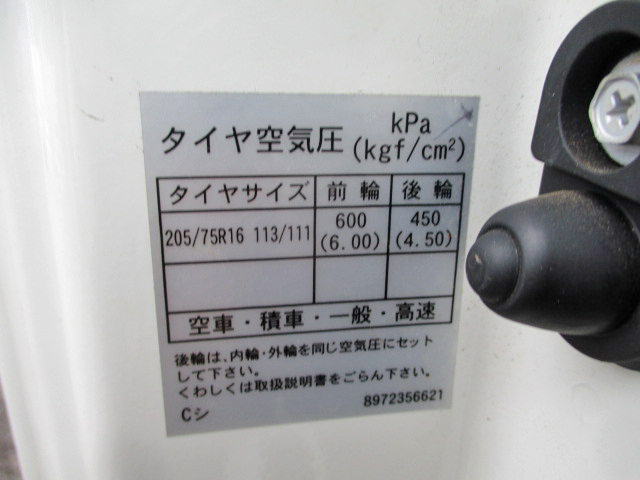 タイヤ空気圧 kPa
(kgf/cm²)
タイヤサイズ 前輪 後輪
205/75R16 113/111 600 450
(6.00) (4.50)
空車・積車・一般・高速
後輪は、内輪・外輪を同じ空気圧にセット
して下さい。
くわしくは取扱説明書をごらん下さい。
Cシ 8972356621